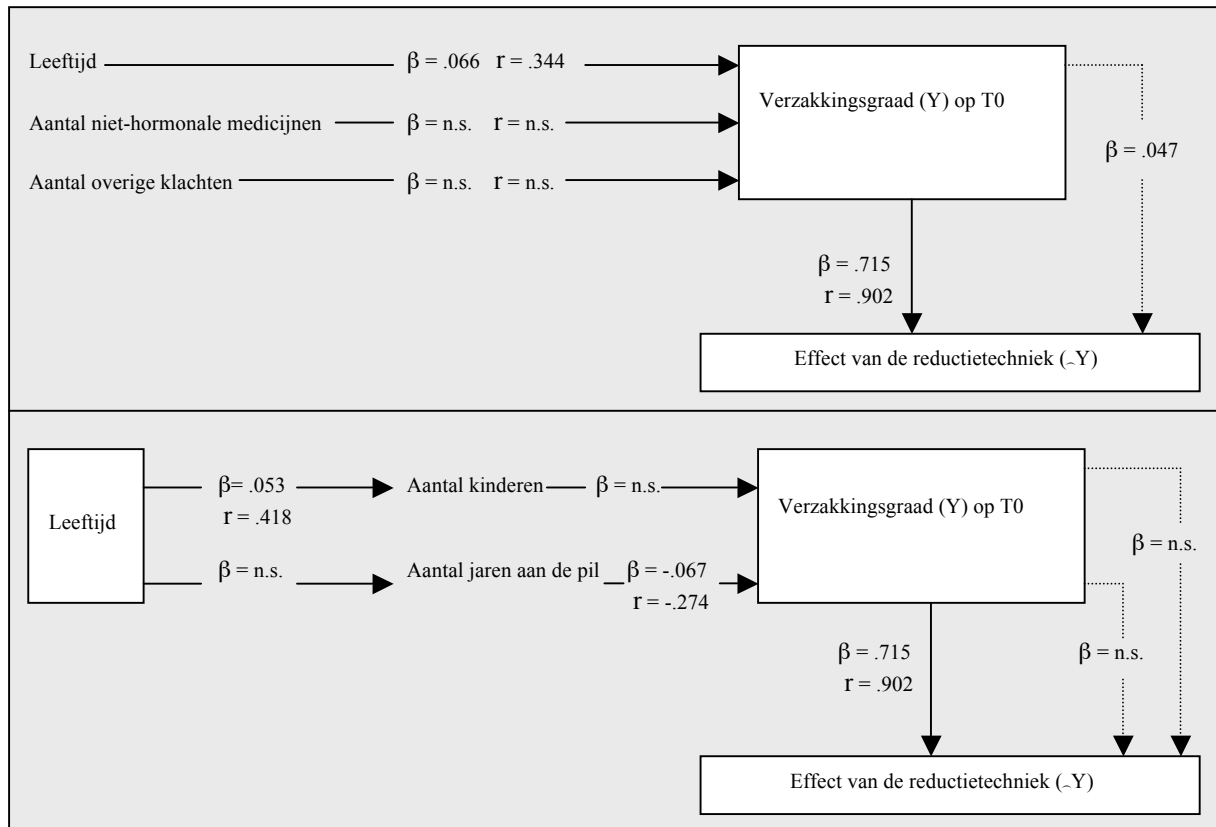 Leeftijd β = .066 r = .344
Verzakkingsgraad (Y) op T0
Aantal niet-hormonale medicijnen β = n.s. r = n.s.
β = .047
Aantal overige klachten β = n.s. r = n.s.
β = .715
r = .902
Effect van de reductietechniek (⌢Y)
Leeftijd
β= .053
r = .418
Aantal kinderen β = n.s.
Verzakkingsgraad (Y) op T0
β = n.s.
β = n.s.
Aantal jaren aan de pil β = -.067
r = -.274
β = n.s.
β = .715
r = .902
Effect van de reductietechniek (⌢Y)